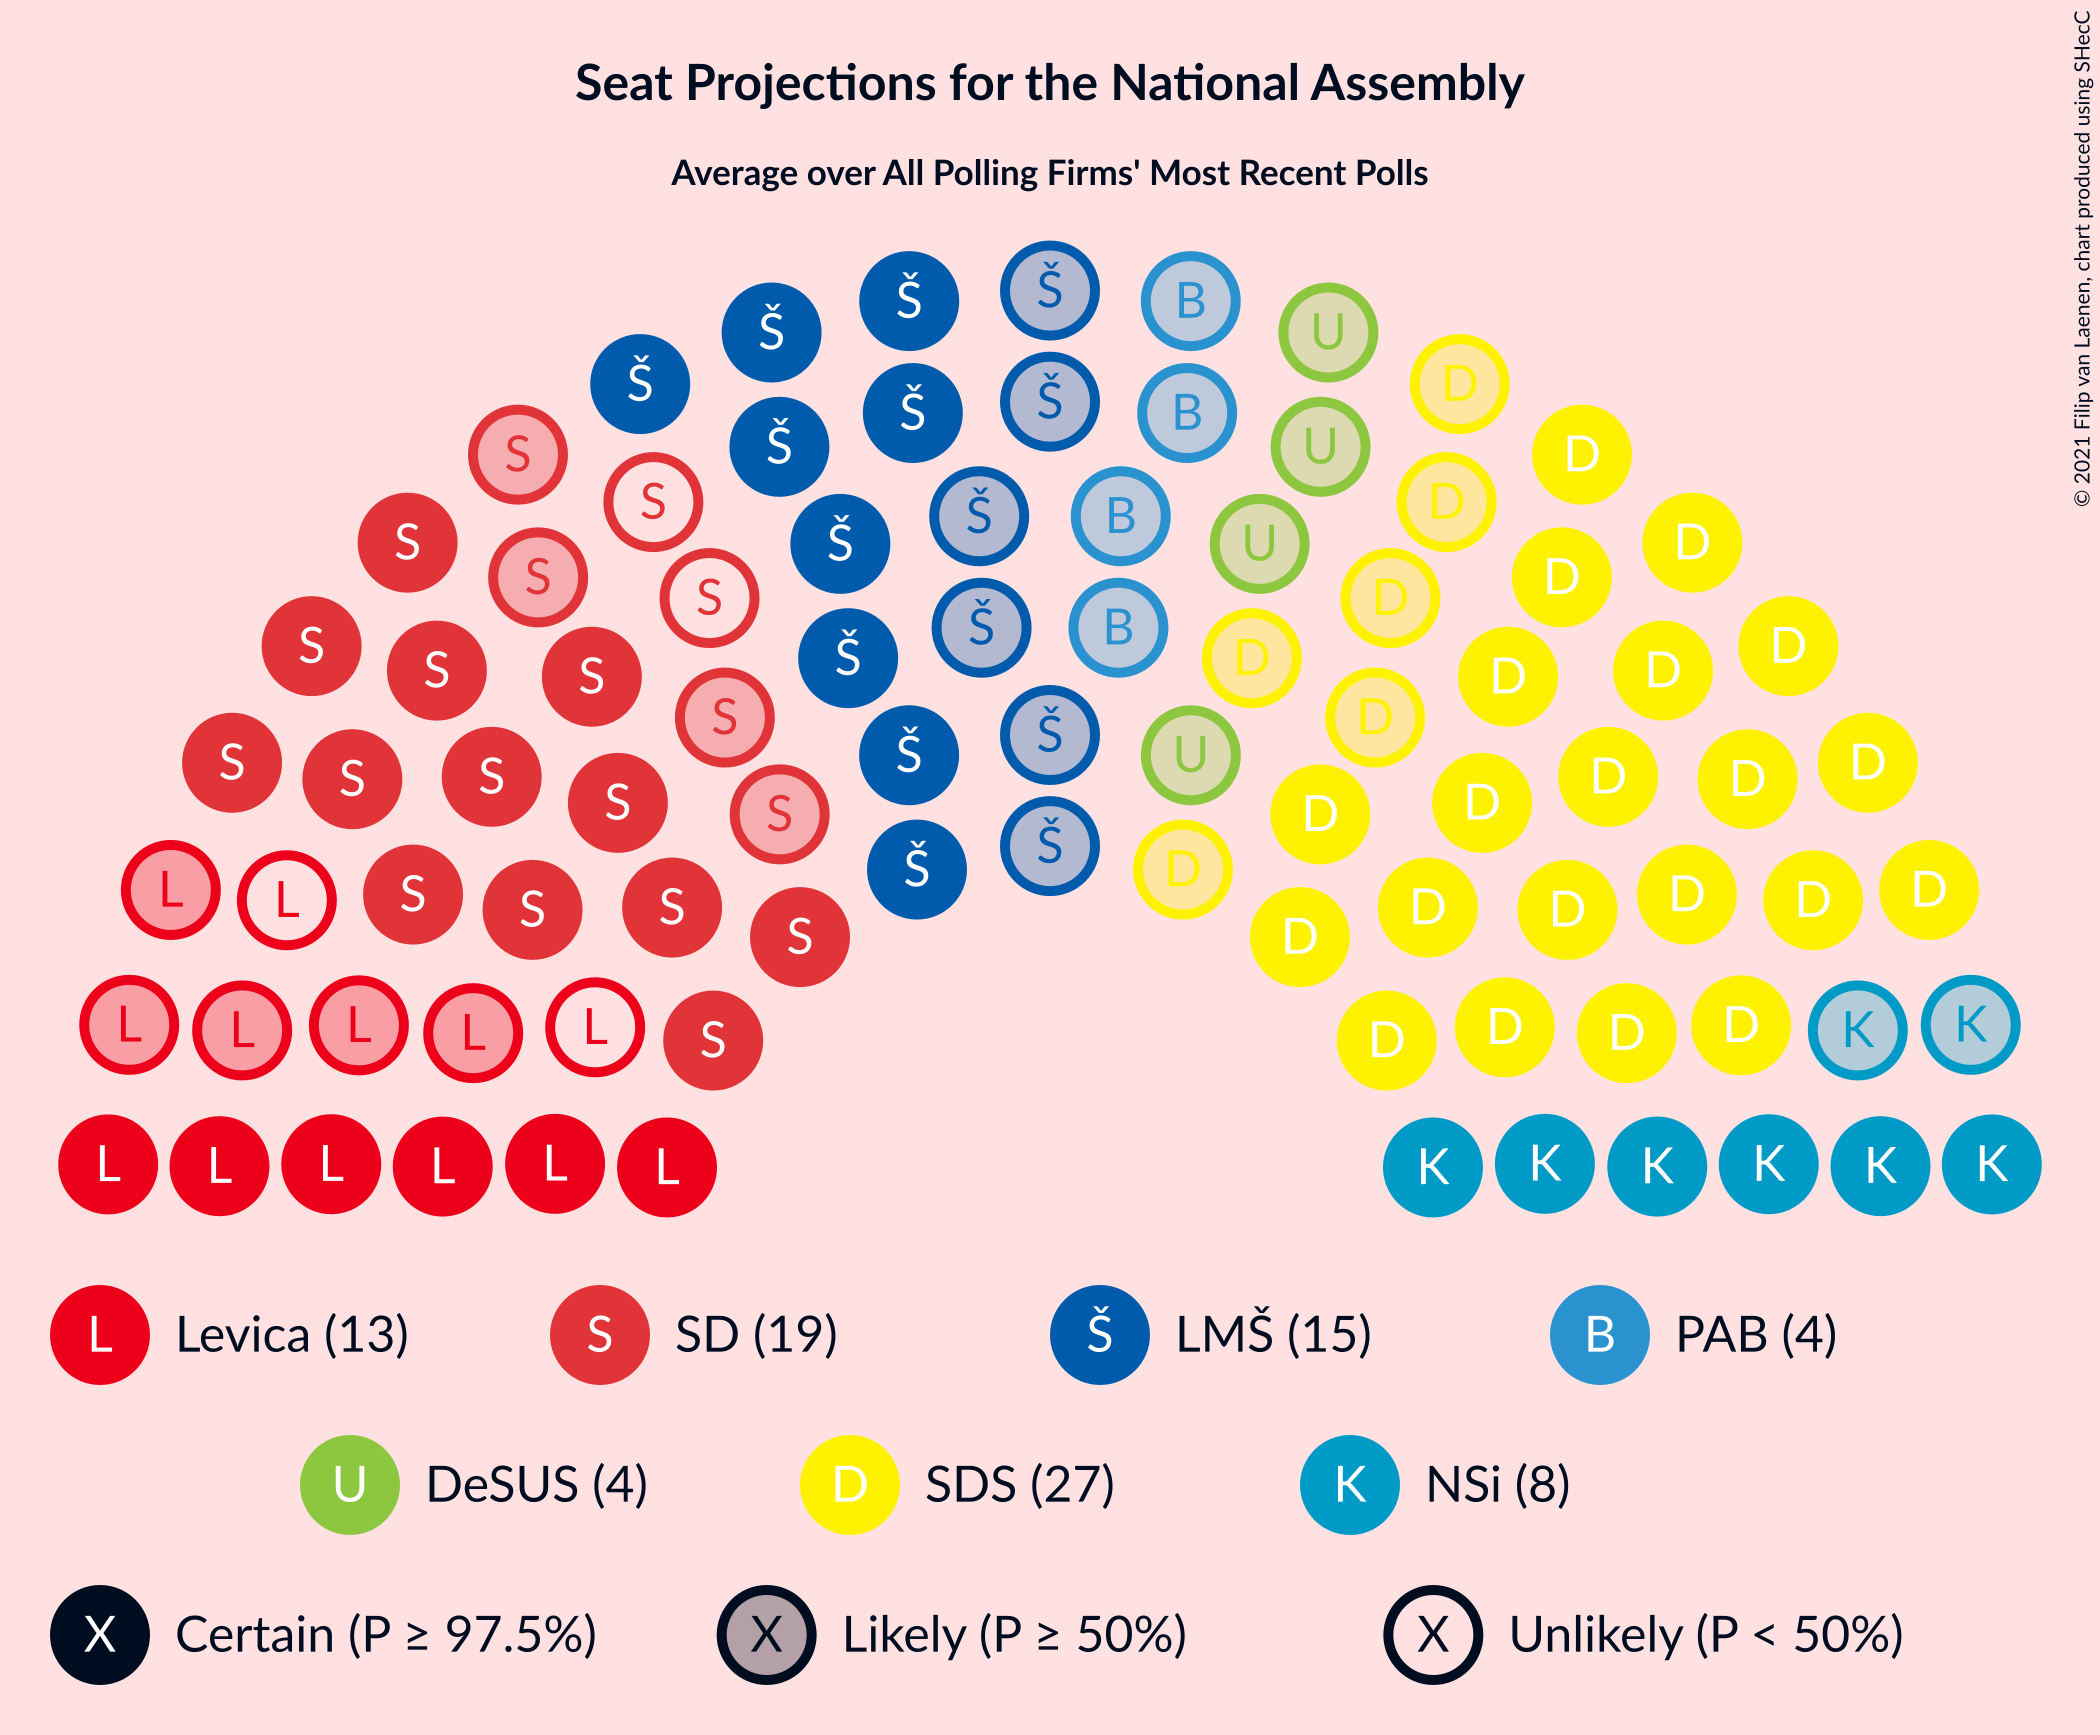 Seat Projections for the National Assembly
Average over All Polling Firms' Most Recent Polls
© 2021 Filip van Laenen, chart produced using SHecC
Š
Š B
Š U
Š D
Š B
Š B
S Š U D
S D
Š B
S D
Š U
S D
S D
S D
Š B
S D
Š D
S D
S D
S D
S D
Š
Š U
S D
S D
S D
S D
S D
Š
Š D
L D
S D
L D
S S D D
S D
L L L L L S D D D D K K
L L L L L L K K K K K K
L Levica (13) S SD (19) Š LMŠ (15) B PAB (4)
U DeSUS (4) D SDS (27) K NSi (8)
X Certain (P ≥ 97.5%) X Likely (P ≥ 50%) X Unlikely (P < 50%)